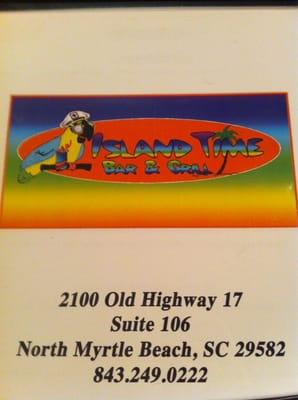 Island Time
Bar & Grill
2100 Old Highway 17
Suite 106
North Myrtle Beach, SC 29582
843.249.0222